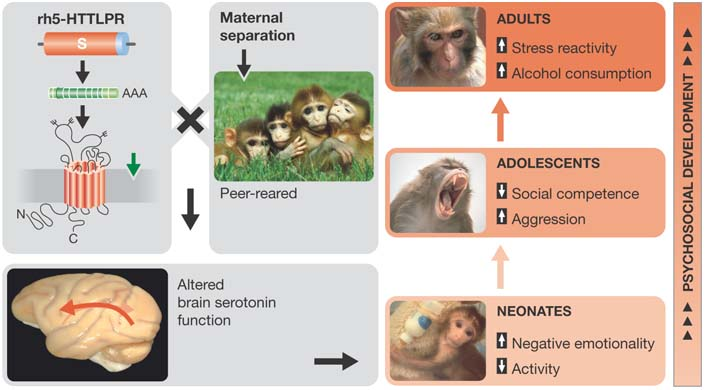 rh5-HTTLPR
S
AAA
N
C
Maternal
separation
Peer-reared
Altered
brain serotonin
function
ADULTS
Stress reactivity
Alcohol consumption
ADOLESCENTS
Social competence
Aggression
NEONATES
Negative emotionality
Activity
PSYCHOSOCIAL DEVELOPMENT